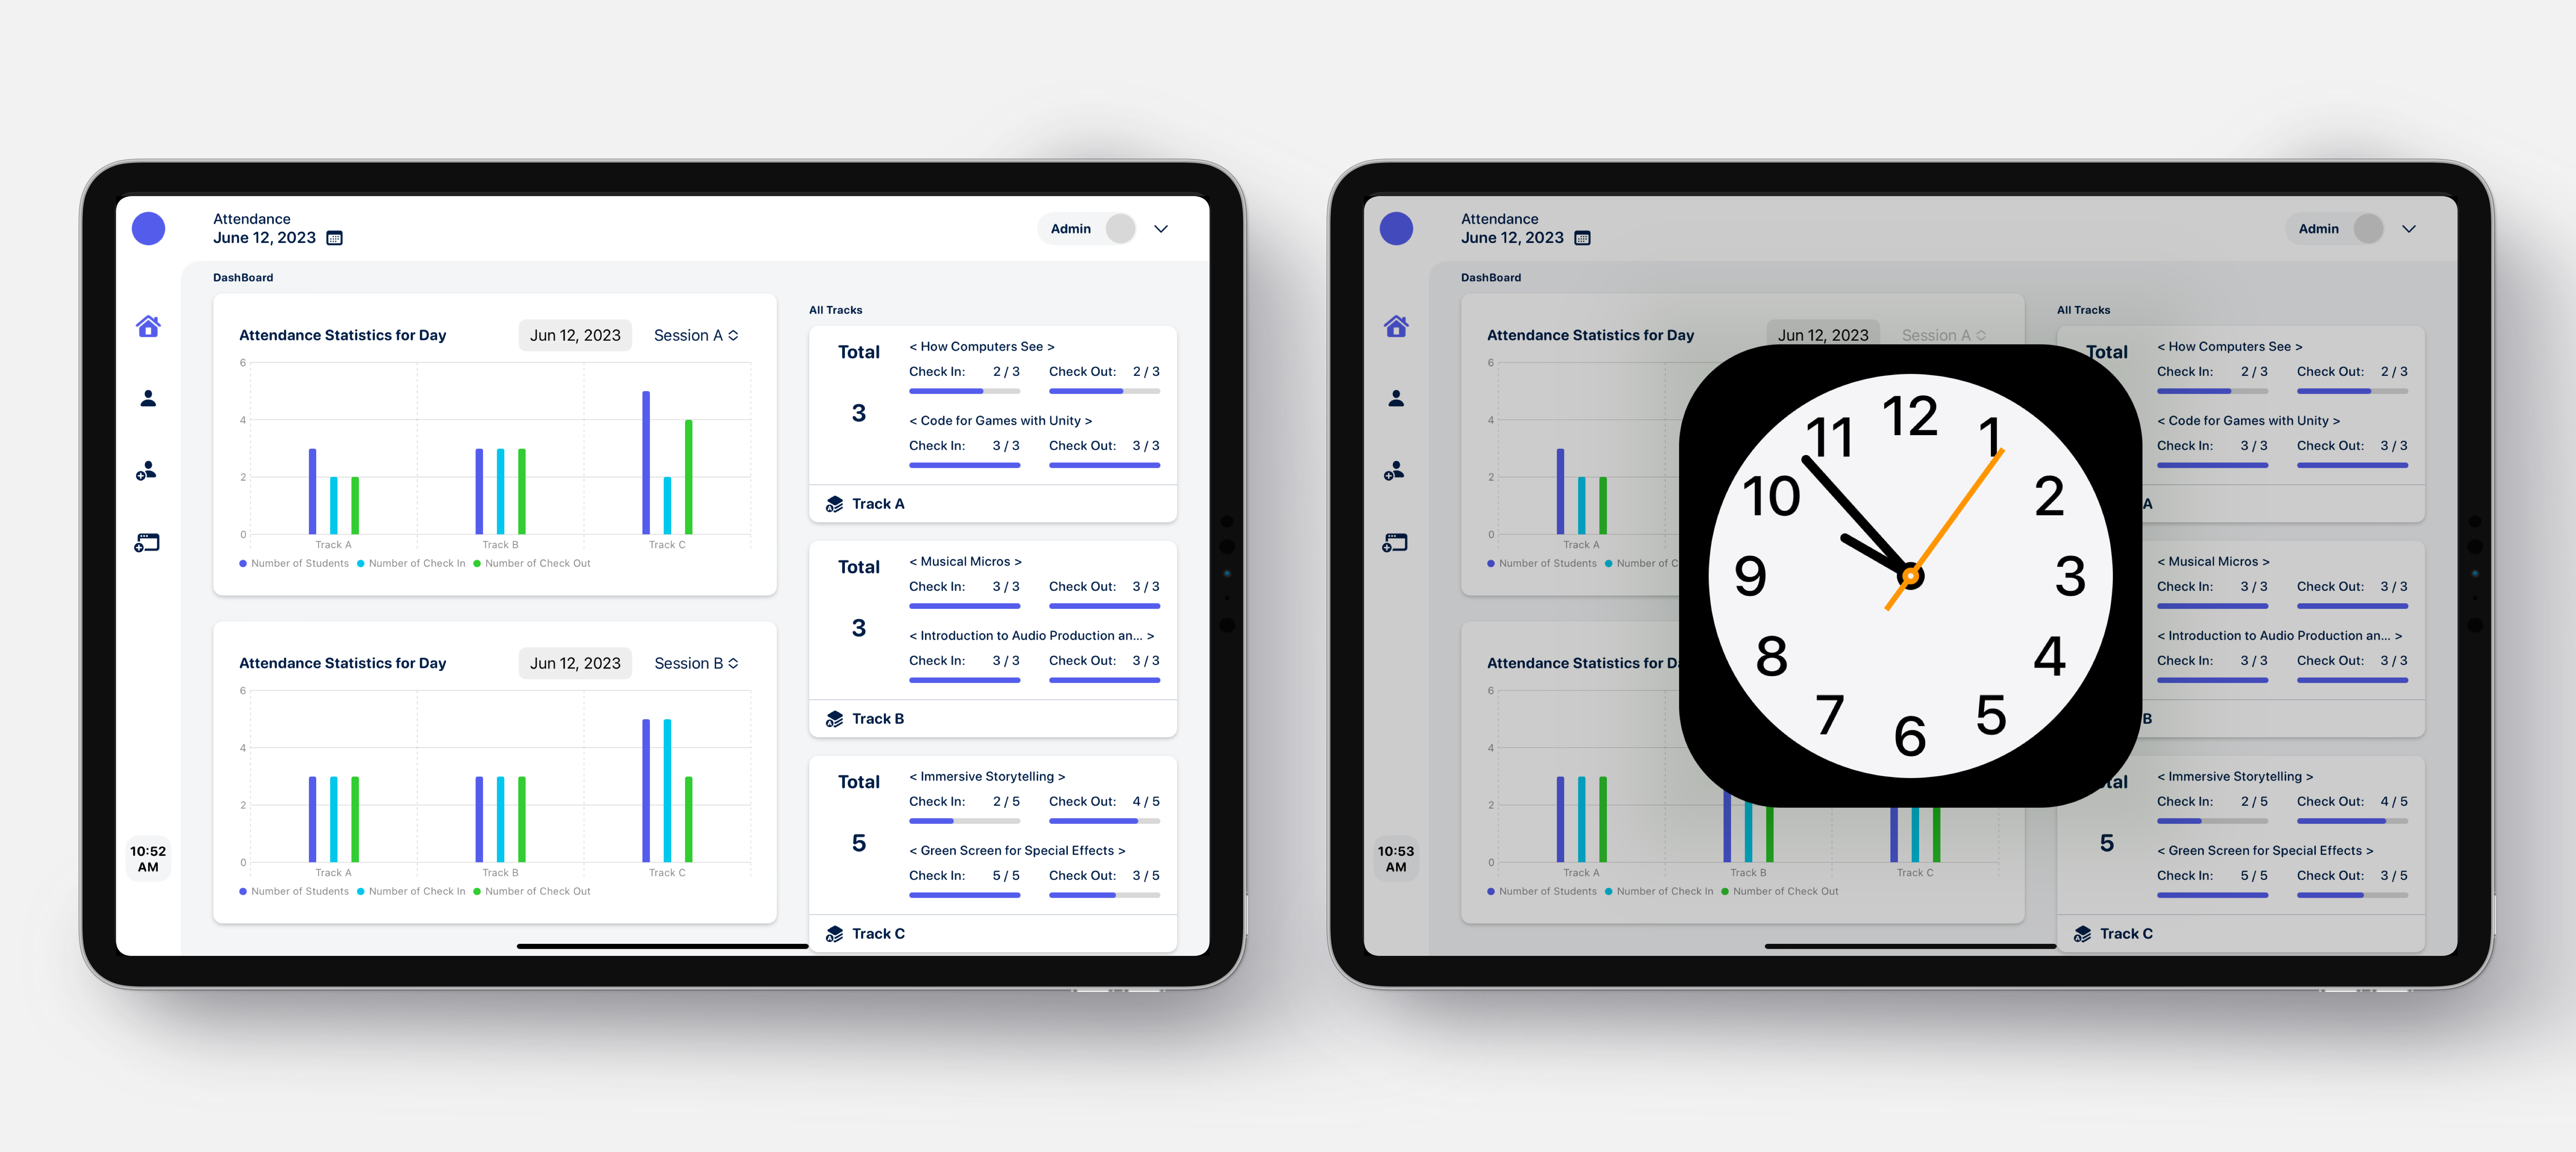 Attendance
June 12, 2023
Admin
DashBoard
Attendance Statistics for Day
Jun 12, 2023
Session A
6
4
2
0
Track A
Track B
Track C
Number of Students
Number of Check In
Number of Check Out
Attendance Statistics for Day
Jun 12, 2023
Session B
6
4
2
0
Track A
Track B
Track C
Number of Students
Number of Check In
Number of Check Out
10:52
AM
All Tracks
Total
3
< How Computers See >
Check In: 2 / 3 Check Out: 2 / 3
< Code for Games with Unity >
Check In: 3 / 3 Check Out: 3 / 3
Track A
Total
3
< Musical Micros >
Check In: 3 / 3 Check Out: 3 / 3
< Introduction to Audio Production an... >
Check In: 3 / 3 Check Out: 3 / 3
Track B
Total
5
< Immersive Storytelling >
Check In: 2 / 5 Check Out: 4 / 5
< Green Screen for Special Effects >
Check In: 5 / 5 Check Out: 3 / 5
Track C
Attendance
June 12, 2023
Admin
DashBoard
Attendance Statistics for Day
Jun 12, 2023
Session A
6
4
2
0
Track A
Number of Students
Number of C
Attendance Statistics for D
6
4
2
0
Track A
Track B
Track C
Number of Students
Number of Check In
Number of Check Out
10:53
AM
12
1
2
3
4
5
6
7
8
9
10
11
All Tracks
Total
< How Computers See >
Check In: 2 / 3 Check Out: 2 / 3
< Code for Games with Unity >
Check In: 3 / 3 Check Out: 3 / 3
A
< Musical Micros >
Check In: 3 / 3 Check Out: 3 / 3
< Introduction to Audio Production an... >
Check In: 3 / 3 Check Out: 3 / 3
B
tal
5
< Immersive Storytelling >
Check In: 2 / 5 Check Out: 4 / 5
< Green Screen for Special Effects >
Check In: 5 / 5 Check Out: 3 / 5
Track C